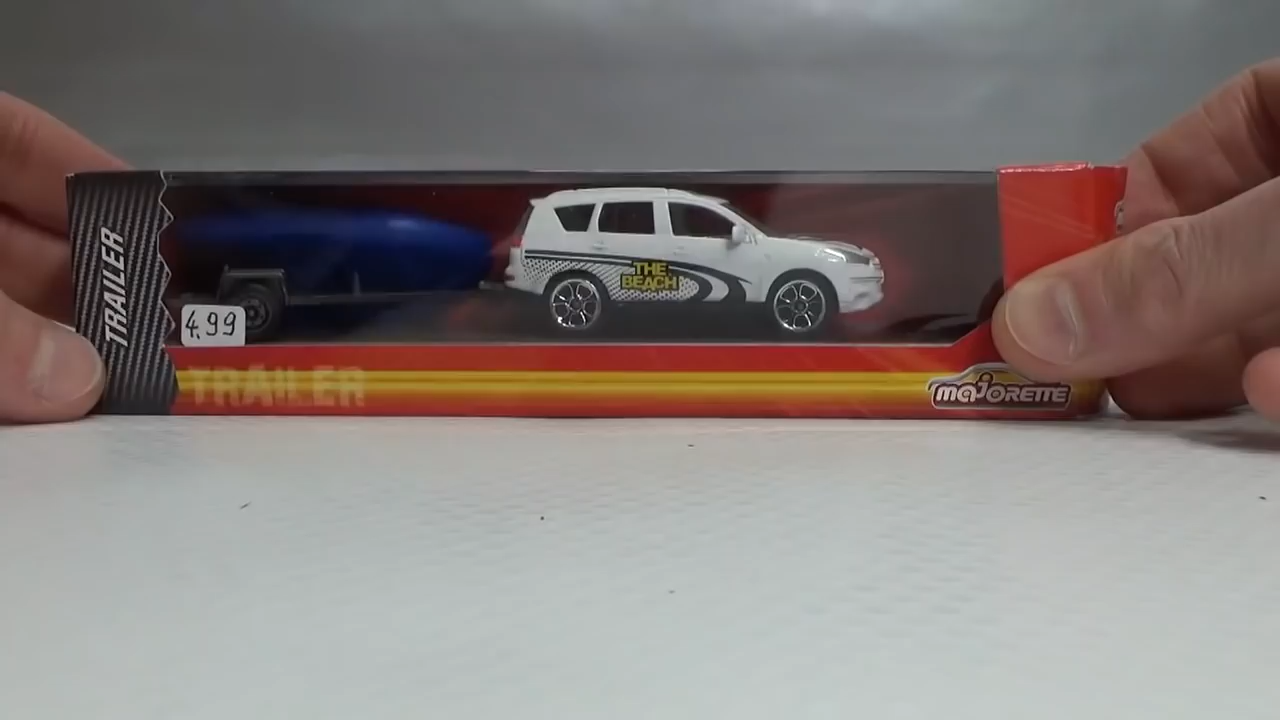 TRAILER
4.99
THE
BEACH
TRAILER
MAJORETTE